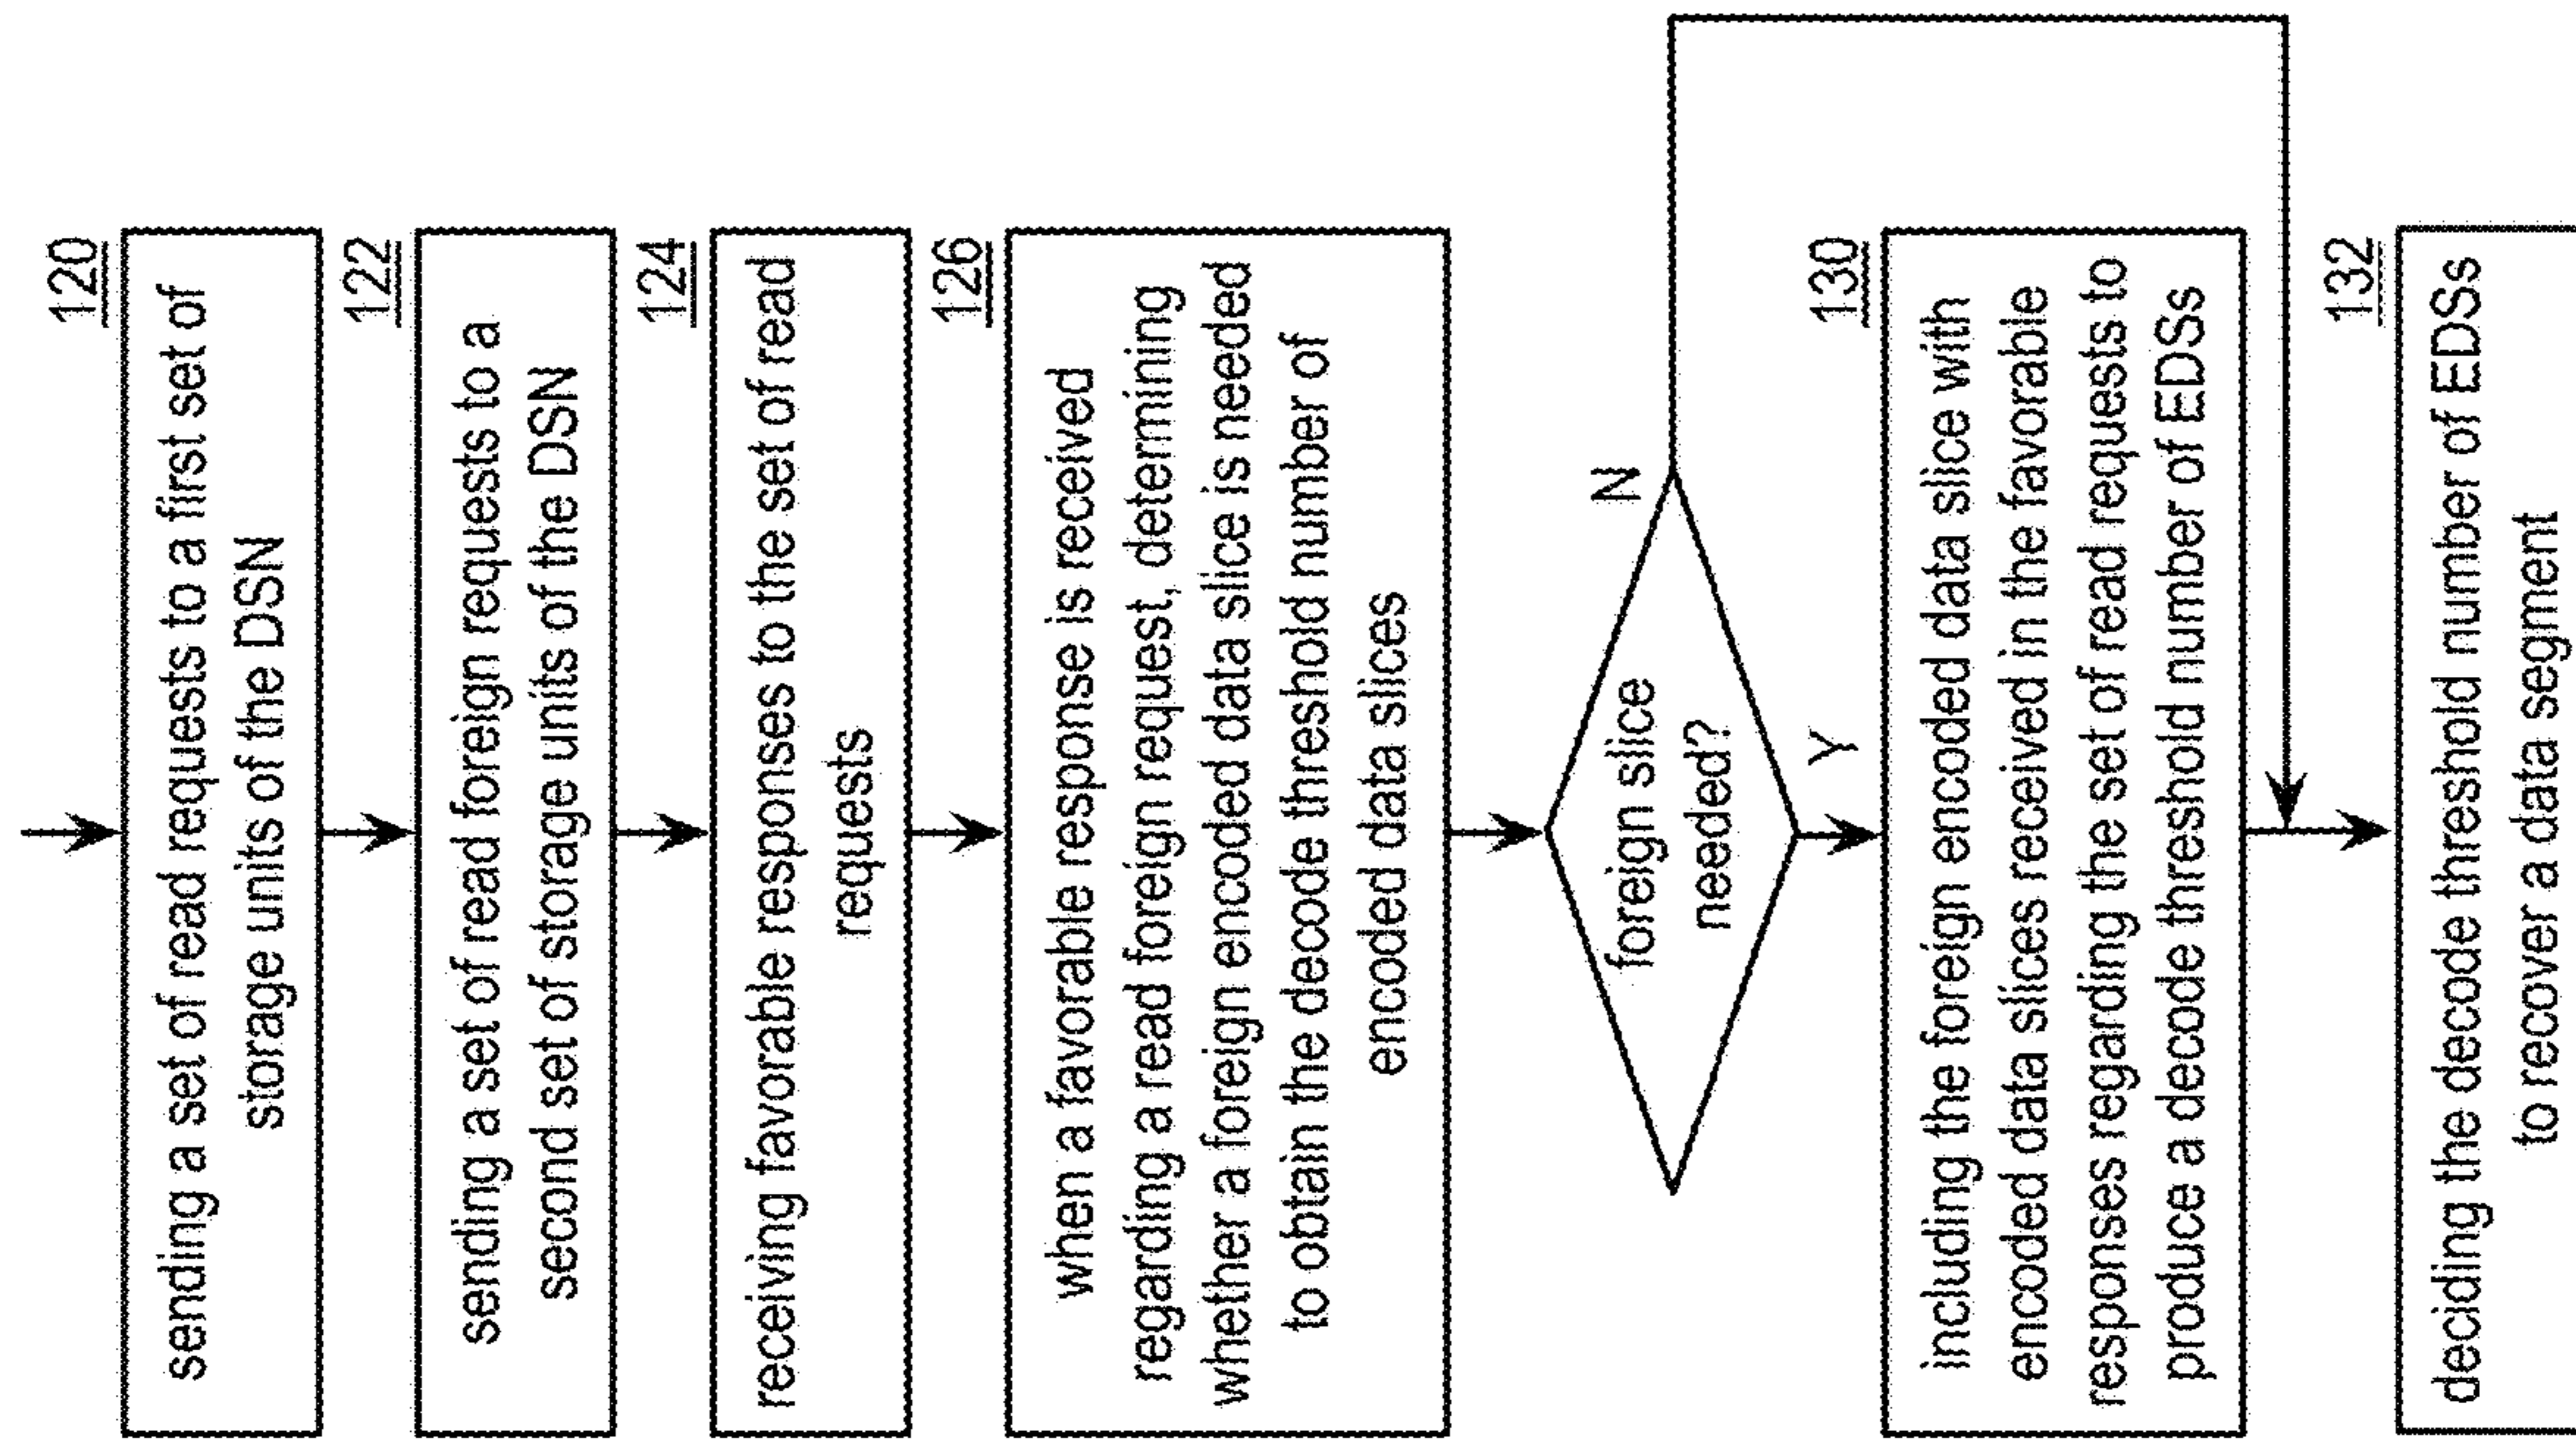 120
sending a set of read requests to a first set of
storage units of the DSN
122
sending a set of read foreign requests to a
second set of storage units of the DSN
124
receiving favorable responses to the set of read
requests
126
when a favorable response is received
regarding a read foreign request, determining
whether a foreign encoded data slice is needed
to obtain the decode threshold number of
encoded data slices
foreign slice
needed?
N
Y
130
including the foreign encoded data slice with
encoded data slices received in the favorable
responses regarding the set of read requests to
produce a decode threshold number of EDSs
132
deciding the decode threshold number of EDSs
to recover a data segment